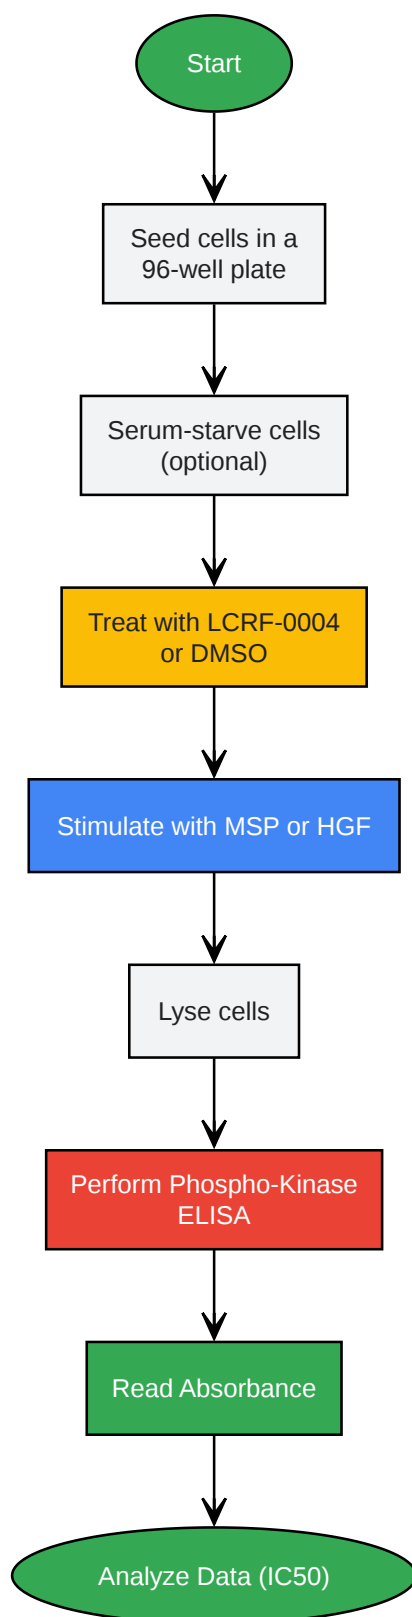 Start
Seed cells in a
96-well plate
Serum-starve cells
(optional)
Treat with LCRF-0004
or DMSO
Stimulate with MSP or HGF
Lyse cells
Perform Phospho-Kinase
ELISA
Read Absorbance
Analyze Data (IC50)